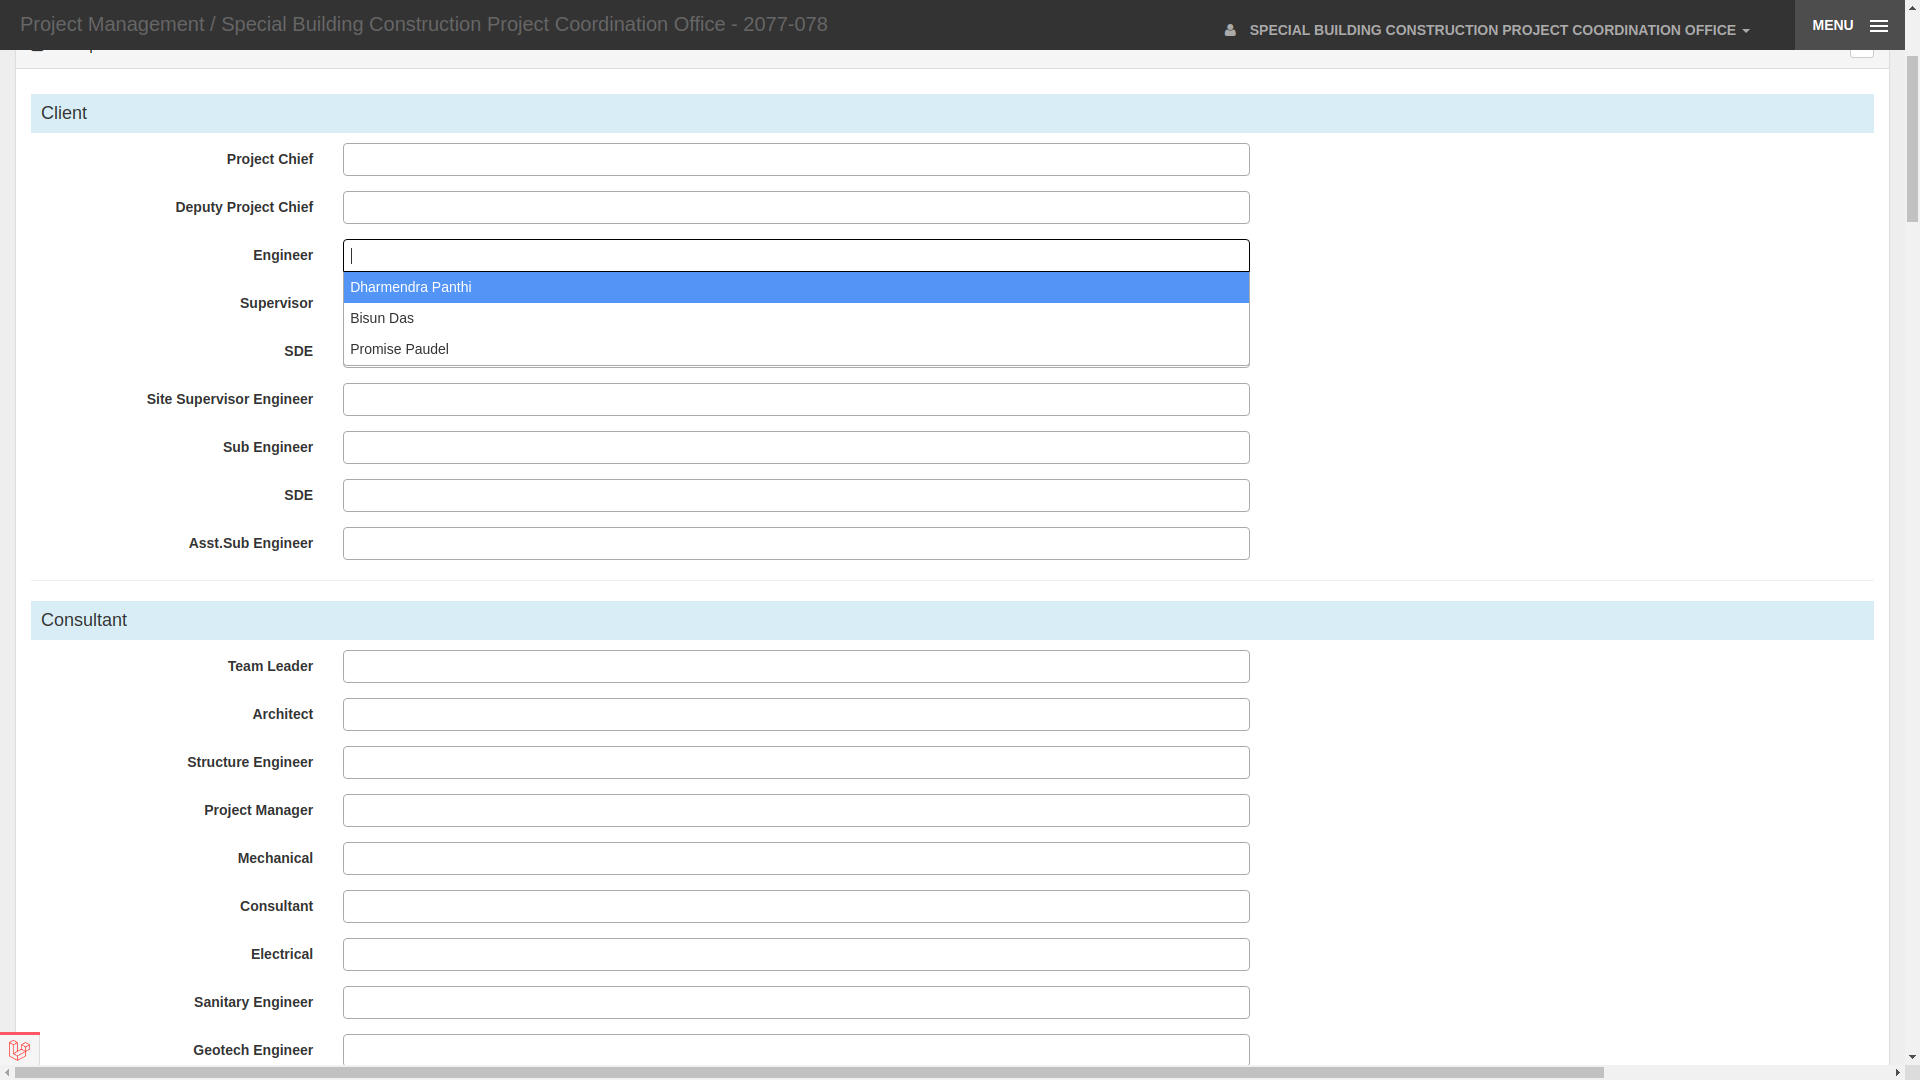 Project Management / Special Building Construction Project Coordination Office - 2077-078
SPECIAL BUILDING CONSTRUCTION PROJECT COORDINATION OFFICE
MENU
Client
Project Chief
Deputy Project Chief
Engineer
Dharmendra Panthi
Supervisor
Bisun Das
SDE
Promise Paudel
Site Supervisor Engineer
Sub Engineer
SDE
Asst.Sub Engineer
Consultant
Team Leader
Architect
Structure Engineer
Project Manager
Mechanical
Consultant
Electrical
Sanitary Engineer
Geotech Engineer